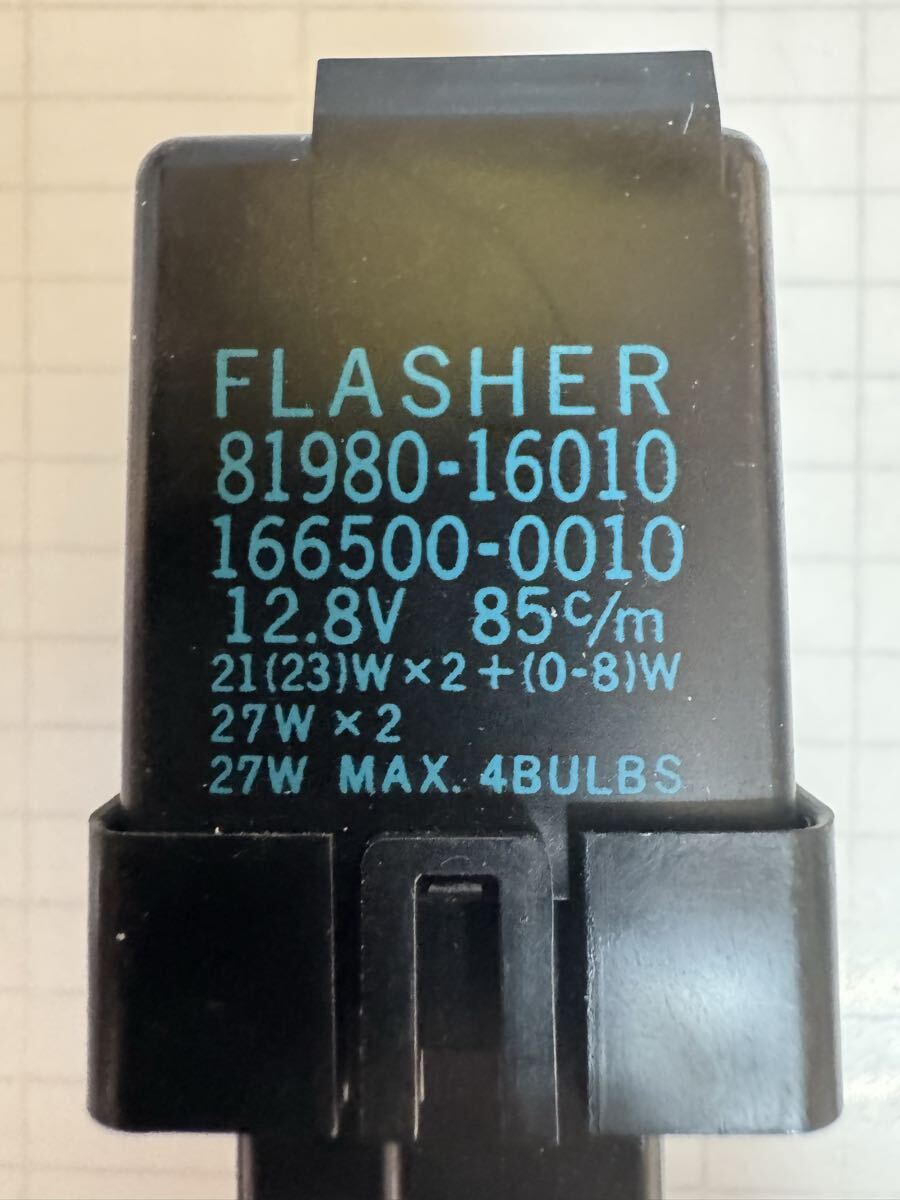 FLASHER
81980-16010
166500-0010
12.8V 85c/m
21(23)W×2+(0-8)W
27W×2
27W MAX. 4BULBS